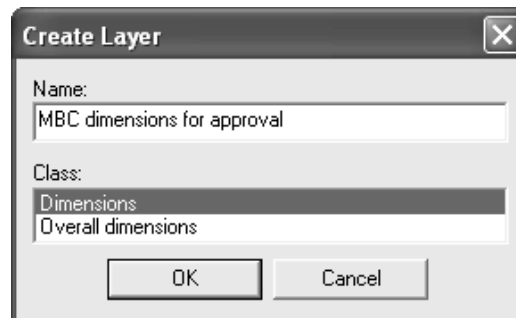 Create Layer
Name:
MBC dimensions for approval
Class:
Dimensions
Overall dimensions
OK
Cancel